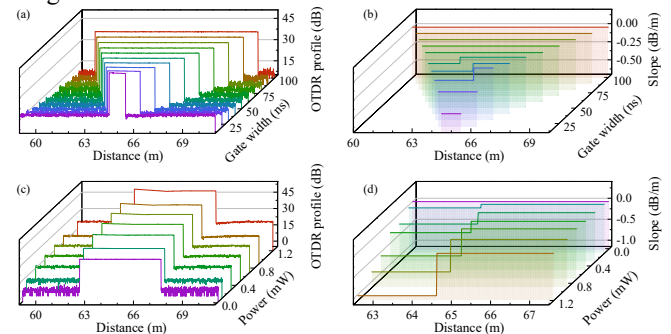 (a)
45
30
15
OTDR profile (dB)
100
75
50
25
Gate width (ns)
60
63
66
69
Distance (m)
(b)
0.00
-0.25
-0.50
Slope (dB/m)
100
75
50
25
Gate width (ns)
60
63
66
69
Distance (m)
(c)
45
30
15
0
OTDR profile (dB)
1.2
0.8
0.4
0.0
Power (mW)
60
63
66
69
Distance (m)
(d)
0.0
-0.5
-1.0
Slope (dB/m)
0.0
0.4
0.8
1.2
Power (mW)
63
64
65
66
67
Distance (m)